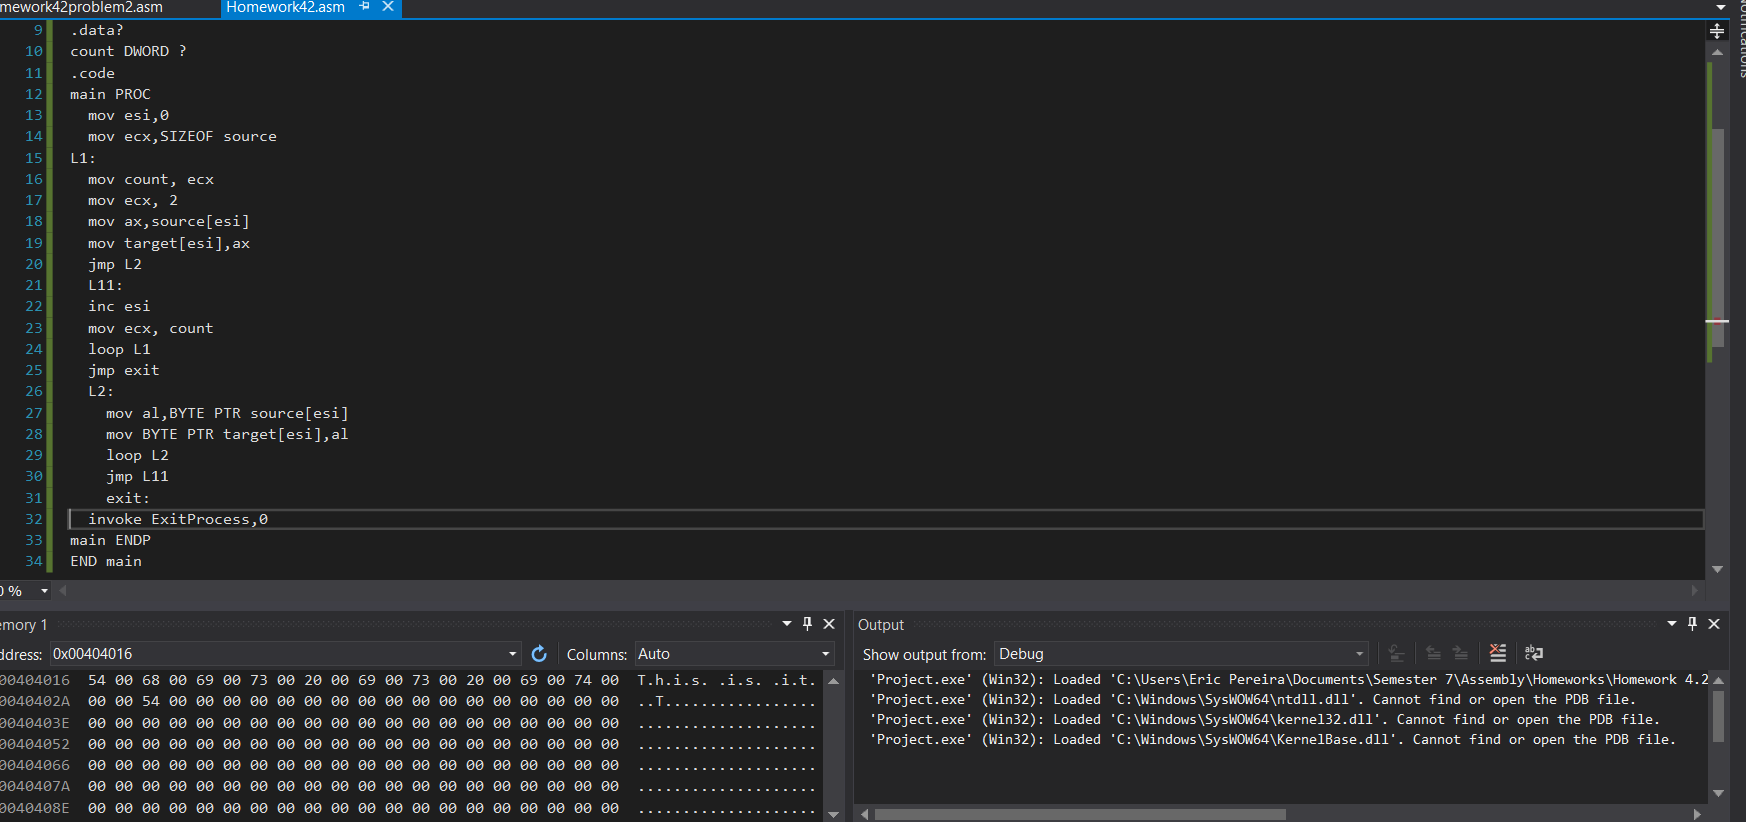 mework42problem2.asm Homework42.asm
9 .data?
10 count DWORD ?
11 .code
12 main PROC
13 mov esi,0
14 mov ecx,SIZEOF source
15 L1:
16 mov count, ecx
17 mov ecx, 2
18 mov ax,source[esi]
19 mov target[esi],ax
20 jmp L2
21 L11:
22 inc esi
23 mov ecx, count
24 loop L1
25 jmp exit
26 L2:
27 mov al,BYTE PTR source[esi]
28 mov BYTE PTR target[esi],al
29 loop L2
30 jmp L11
31 exit:
32 invoke ExitProcess,0
33 main ENDP
34 END main
Notifications
0 %
emory 1
ddress: 0x00404016 Columns: Auto
00404016 54 00 68 00 69 00 73 00 20 00 69 00 73 00 20 00 69 00 74 00 T.h.i.s. .i.s. .i.t.
0040402A 00 00 54 00 00 00 00 00 00 00 00 00 00 00 00 00 00 00 00 00 ..T.................
0040403E 00 00 00 00 00 00 00 00 00 00 00 00 00 00 00 00 00 00 00 00 ....................
00404052 00 00 00 00 00 00 00 00 00 00 00 00 00 00 00 00 00 00 00 00 ....................
00404066 00 00 00 00 00 00 00 00 00 00 00 00 00 00 00 00 00 00 00 00 ....................
0040407A 00 00 00 00 00 00 00 00 00 00 00 00 00 00 00 00 00 00 00 00 ....................
0040408E 00 00 00 00 00 00 00 00 00 00 00 00 00 00 00 00 00 00 00 00 ....................
Output
Show output from: Debug
'Project.exe' (Win32): Loaded 'C:\Users\Eric Pereira\Documents\Semester 7\Assembly\Homeworks\Homework 4.2
'Project.exe' (Win32): Loaded 'C:\Windows\SysWOW64\ntdll.dll'. Cannot find or open the PDB file.
'Project.exe' (Win32): Loaded 'C:\Windows\SysWOW64\kernel32.dll'. Cannot find or open the PDB file.
'Project.exe' (Win32): Loaded 'C:\Windows\SysWOW64\KernelBase.dll'. Cannot find or open the PDB file.